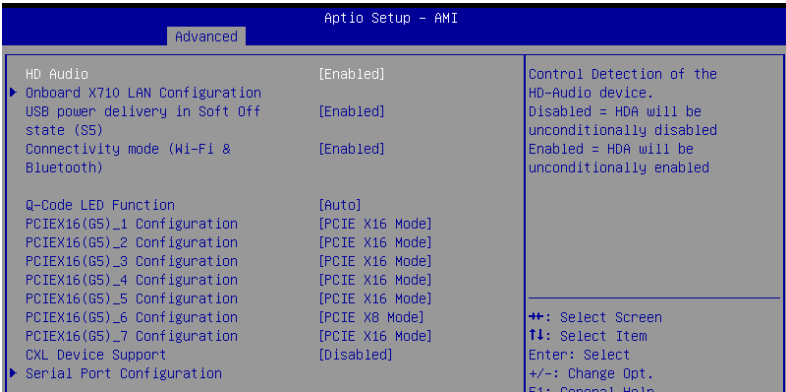 Aptio Setup – AMI
Advanced
HD Audio [Enabled]
Onboard X710 LAN Configuration
USB power delivery in Soft Off [Enabled]
state (S5)
Connectivity mode (Wi-Fi & [Enabled]
Bluetooth)
Q-Code LED Function [Auto]
PCIEX16(G5)_1 Configuration [PCIE X16 Mode]
PCIEX16(G5)_2 Configuration [PCIE X16 Mode]
PCIEX16(G5)_3 Configuration [PCIE X16 Mode]
PCIEX16(G5)_4 Configuration [PCIE X16 Mode]
PCIEX16(G5)_5 Configuration [PCIE X16 Mode]
PCIEX16(G5)_6 Configuration [PCIE X8 Mode]
PCIEX16(G5)_7 Configuration [PCIE X16 Mode]
CXL Device Support [Disabled]
Serial Port Configuration
Control Detection of the
HD-Audio device.
Disabled = HDA will be
unconditionally disabled
Enabled = HDA will be
unconditionally enabled
→←: Select Screen
↑↓: Select Item
Enter: Select
+/-: Change Opt.
F1: General Help